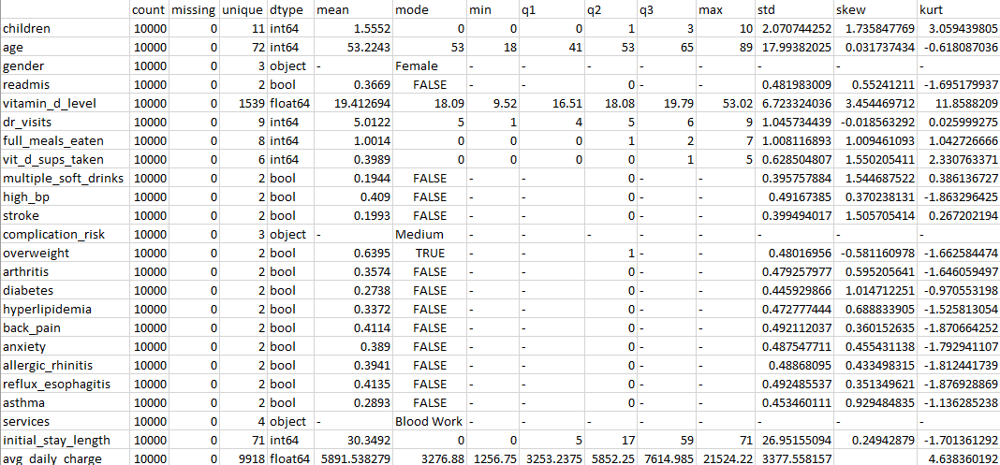 count missing unique dtype mean mode min q1 q2 q3 max std skew kurt
children 10000 0 11 int64 1.5552 0 0 0 1 3 10 2.070744252 1.735847769 3.059439805
age 10000 0 72 int64 53.2243 53 18 41 53 65 89 17.99382025 0.031737434 -0.618087036
gender 10000 0 3 object - Female - - - - - - - -
readmis 10000 0 2 bool 0.3669 FALSE - - 0 - - 0.481983009 0.55242211 -1.695179937
vitamin_d_level 10000 0 1539 float64 19.412694 18.09 9.52 16.51 18.08 19.79 53.02 6.723324036 3.454469712 11.8588209
dr_visits 10000 0 9 int64 5.0122 5 1 4 5 6 9 1.045734439 -0.018563292 0.025999275
full_meals_eaten 10000 0 8 int64 1.0014 0 0 0 1 2 7 1.008116893 1.009461093 1.042726666
vit_d_sups_taken 10000 0 6 int64 0.3989 0 0 0 0 1 5 0.628504807 1.550205411 2.330763371
multiple_soft_drinks 10000 0 2 bool 0.1944 FALSE - - 0 - - 0.395757884 1.544687522 0.386136727
high_bp 10000 0 2 bool 0.409 FALSE - - 0 - - 0.49167385 0.370238131 -1.863296425
stroke 10000 0 2 bool 0.1993 FALSE - - 0 - - 0.399494017 1.505705414 0.267202194
complication_risk 10000 0 3 object - Medium - - - - - - - -
overweight 10000 0 2 bool 0.6395 TRUE - - 1 - - 0.48016956 -0.581160978 -1.662584474
arthritis 10000 0 2 bool 0.3574 FALSE - - 0 - - 0.479257977 0.595205641 -1.646059497
diabetes 10000 0 2 bool 0.2738 FALSE - - 0 - - 0.445929866 1.014712251 -0.970553198
hyperlipidemia 10000 0 2 bool 0.3372 FALSE - - 0 - - 0.472777444 0.688833905 -1.525813054
back_pain 10000 0 2 bool 0.4114 FALSE - - 0 - - 0.492112037 0.360152635 -1.870664252
anxiety 10000 0 2 bool 0.389 FALSE - - 0 - - 0.487547711 0.455431138 -1.792941107
allergic_rhinitis 10000 0 2 bool 0.3941 FALSE - - 0 - - 0.48868095 0.433498315 -1.812441739
reflux_esophagitis 10000 0 2 bool 0.4135 FALSE - - 0 - - 0.492485537 0.351349621 -1.876928869
asthma 10000 0 2 bool 0.2893 FALSE - - 0 - - 0.453460111 0.929484835 -1.136285238
services 10000 0 4 object - Blood Work - - - - - - - -
initial_stay_length 10000 0 71 int64 30.3492 0 0 5 17 59 71 26.95155094 0.24942879 -1.701361292
avg_daily_charge 10000 0 9918 float64 5891.538279 3276.88 1256.75 3253.2375 5852.25 7614.985 21524.22 3377.558157 4.638360192